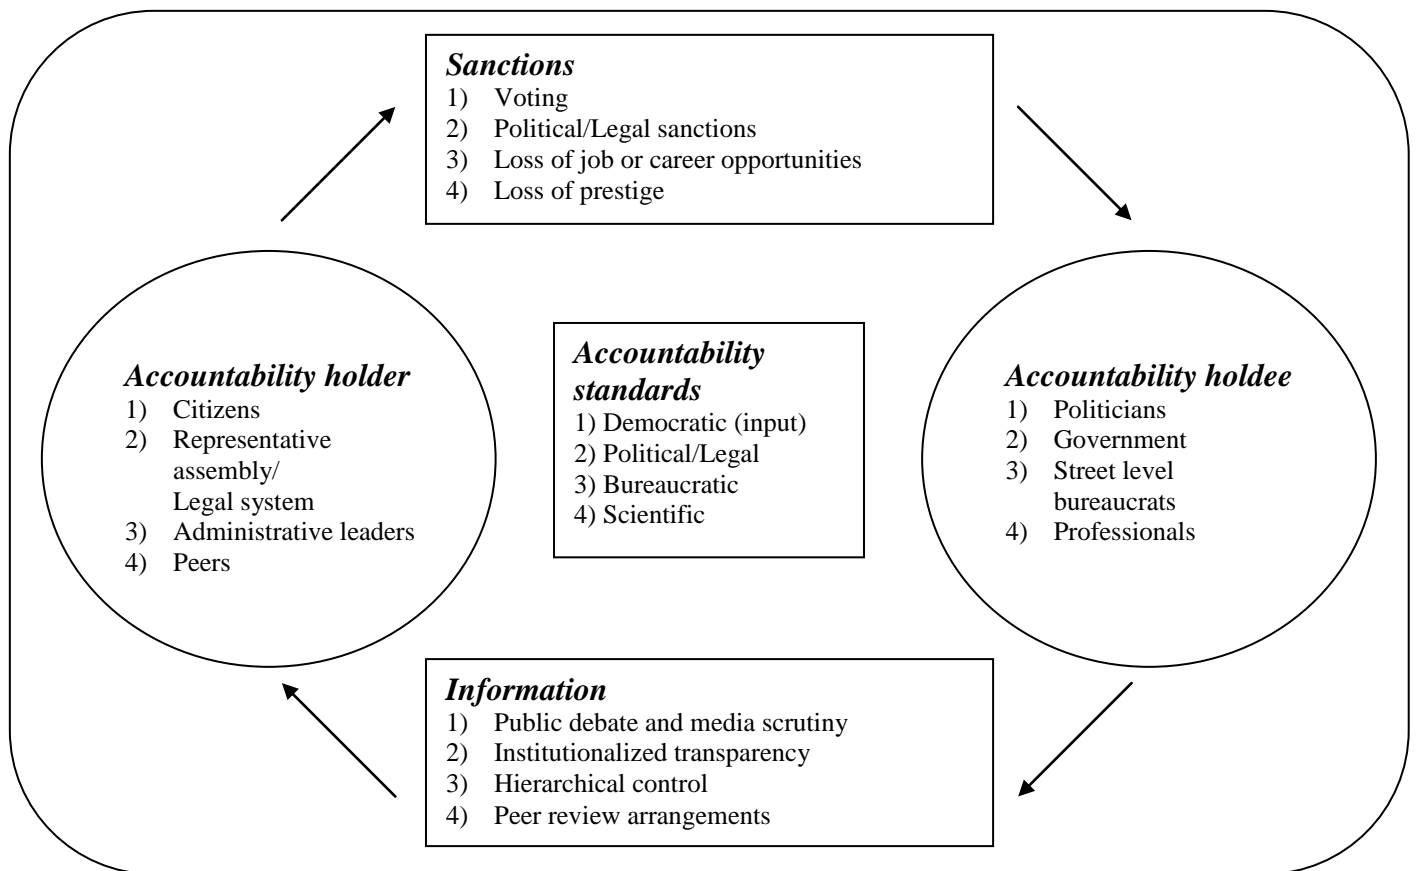 Sanctions
1) Voting
2) Political/Legal sanctions
3) Loss of job or career opportunities
4) Loss of prestige
Accountability holder
1) Citizens
2) Representative
assembly/
Legal system
3) Administrative leaders
4) Peers
Accountability
standards
1) Democratic (input)
2) Political/Legal
3) Bureaucratic
4) Scientific
Accountability holdee
1) Politicians
2) Government
3) Street level
bureaucrats
4) Professionals
Information
1) Public debate and media scrutiny
2) Institutionalized transparency
3) Hierarchical control
4) Peer review arrangements